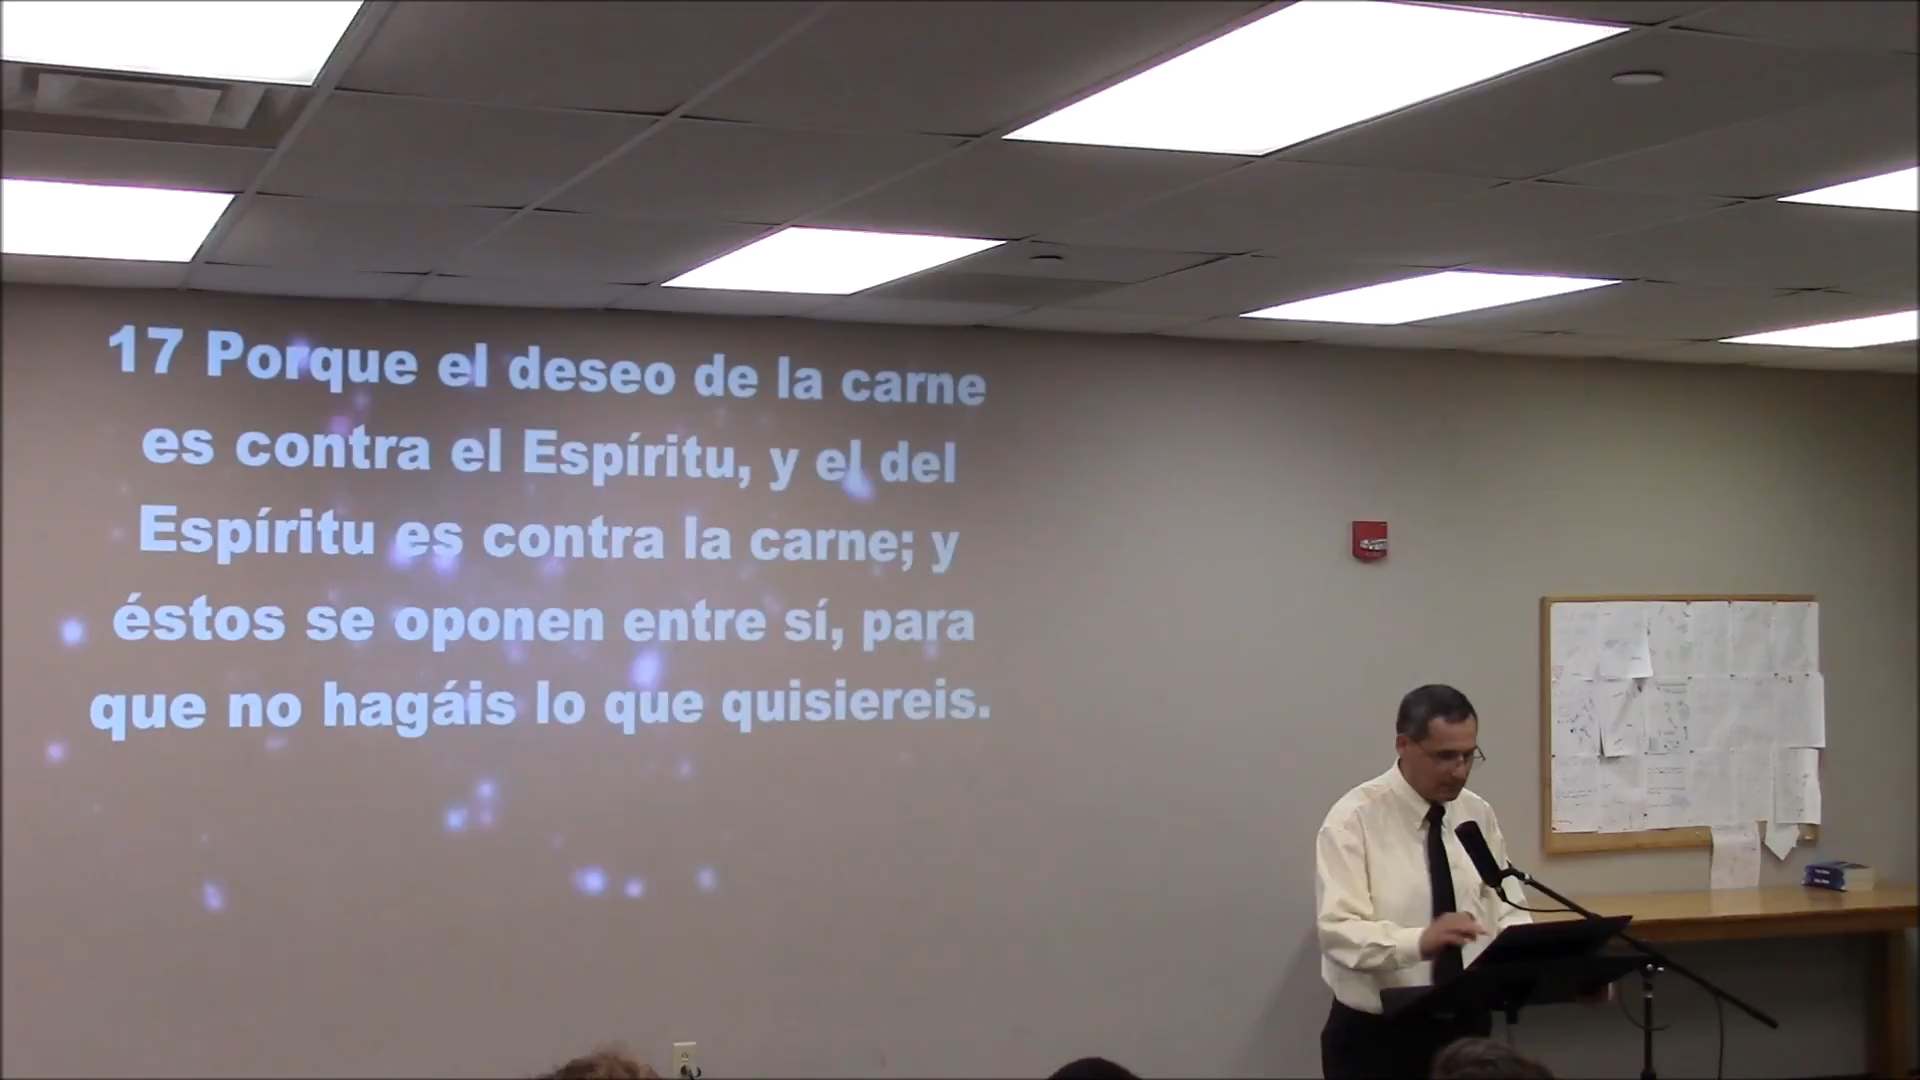 17 Porque el deseo de la carne
es contra el Espíritu, y el del
Espíritu es contra la carne; y
éstos se oponen entre sí, para
que no hagáis lo que quisiereis.